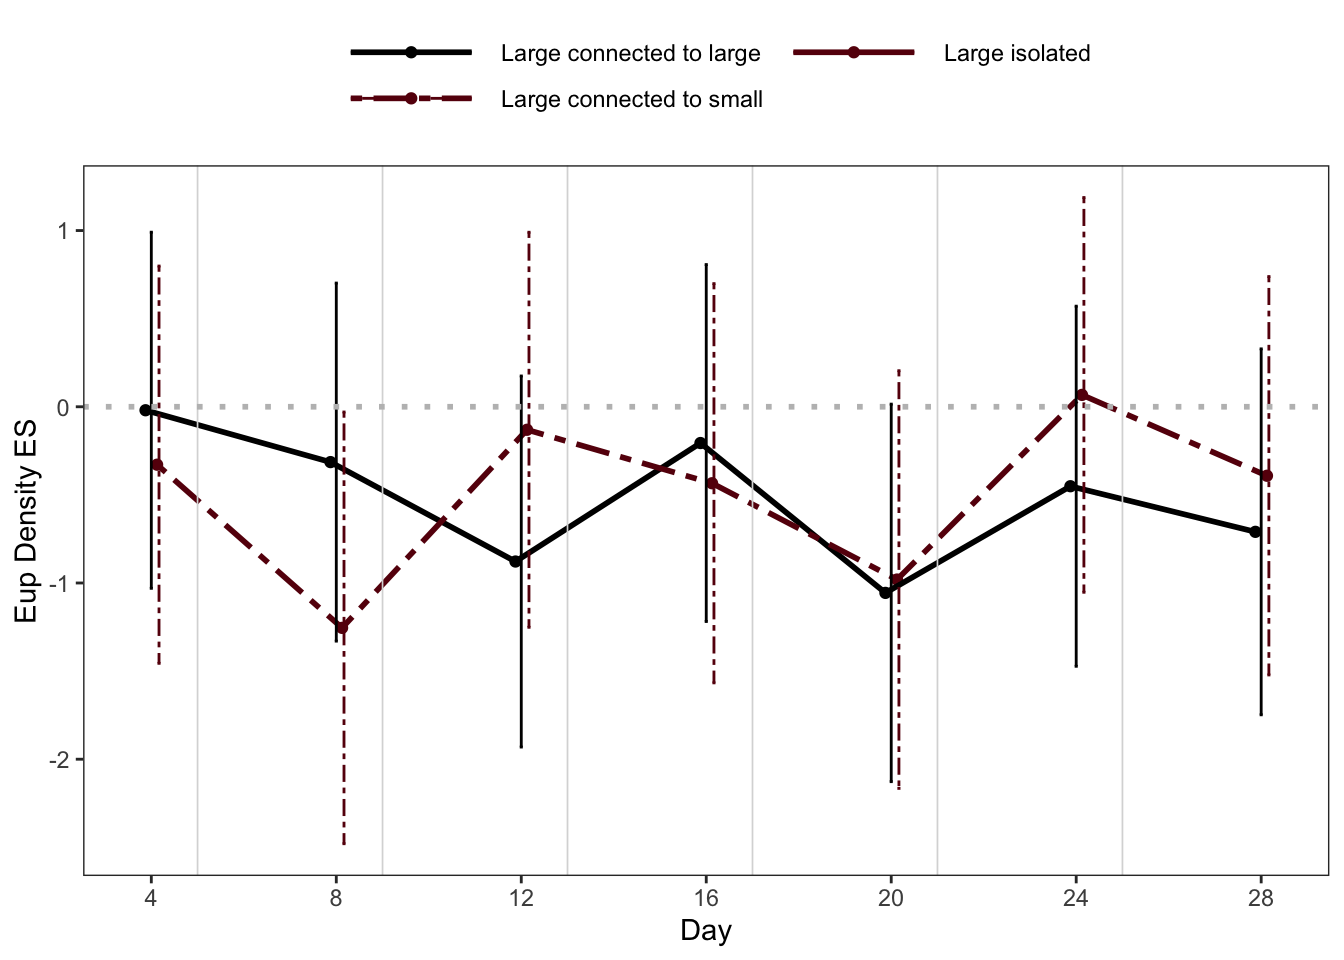 Large connected to large
Large isolated
Large connected to small
Eup Density ES
1
0
-1
-2
4
8
12
16
20
24
28
Day